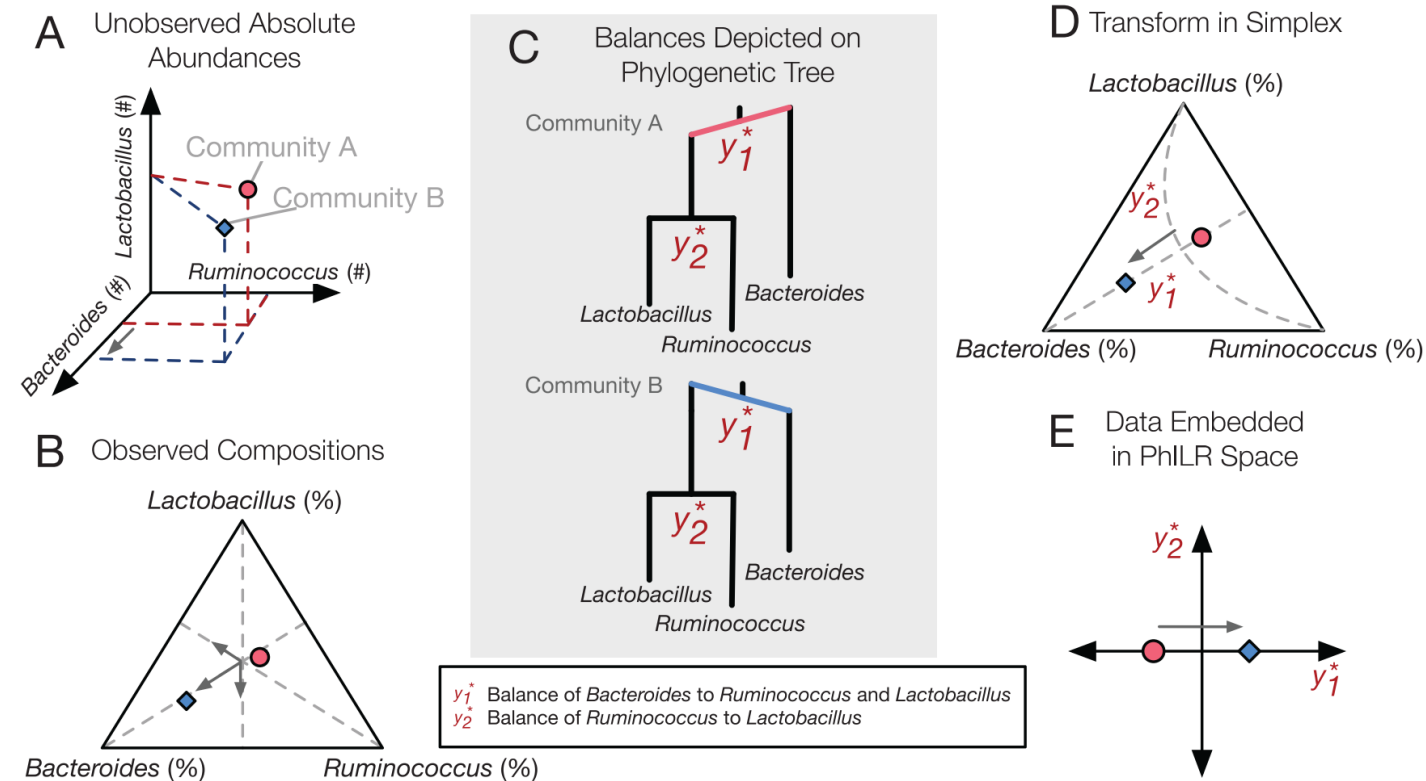 A
Unobserved Absolute
Abundances
Lactobacillus (#)
Community A
Community B
Ruminococcus (#)
Bacteroides (#)
B
Observed Compositions
Lactobacillus (%)
Bacteroides (%)
Ruminococcus (%)
C
Balances Depicted on
Phylogenetic Tree
Community A
y₁*
y₂*
Lactobacillus
Bacteroides
Ruminococcus
Community B
y₁*
y₂*
Lactobacillus
Bacteroides
Ruminococcus
y₁* Balance of Bacteroides to Ruminococcus and Lactobacillus
y₂* Balance of Ruminococcus to Lactobacillus
D
Transform in Simplex
Lactobacillus (%)
y₂*
y₁*
Bacteroides (%)
Ruminococcus (%)
E
Data Embedded
in PhILR Space
y₂*
y₁*